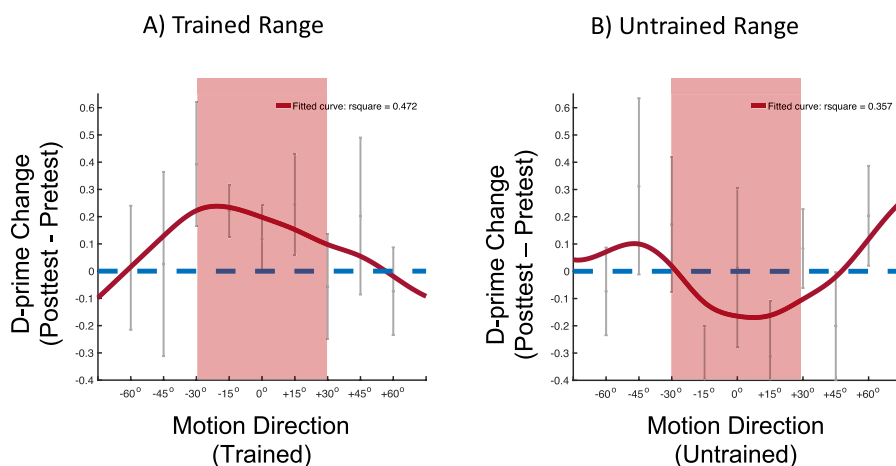 A) Trained Range
B) Untrained Range
Fitted curve: rsquare = 0.472
0.6
0.5
0.4
0.3
0.2
0.1
0
-0.1
-0.2
-0.3
-0.4
D-prime Change
(Posttest - Pretest)
-60° -45° -30° -15° 0° +15° +30° +45° +60°
Motion Direction
(Trained)
Fitted curve: rsquare = 0.357
0.6
0.5
0.4
0.3
0.2
0.1
0
-0.1
-0.2
-0.3
-0.4
D-prime Change
(Posttest – Pretest)
-60° -45° -30° -15° 0° +15° +30° +45° +60°
Motion Direction
(Untrained)